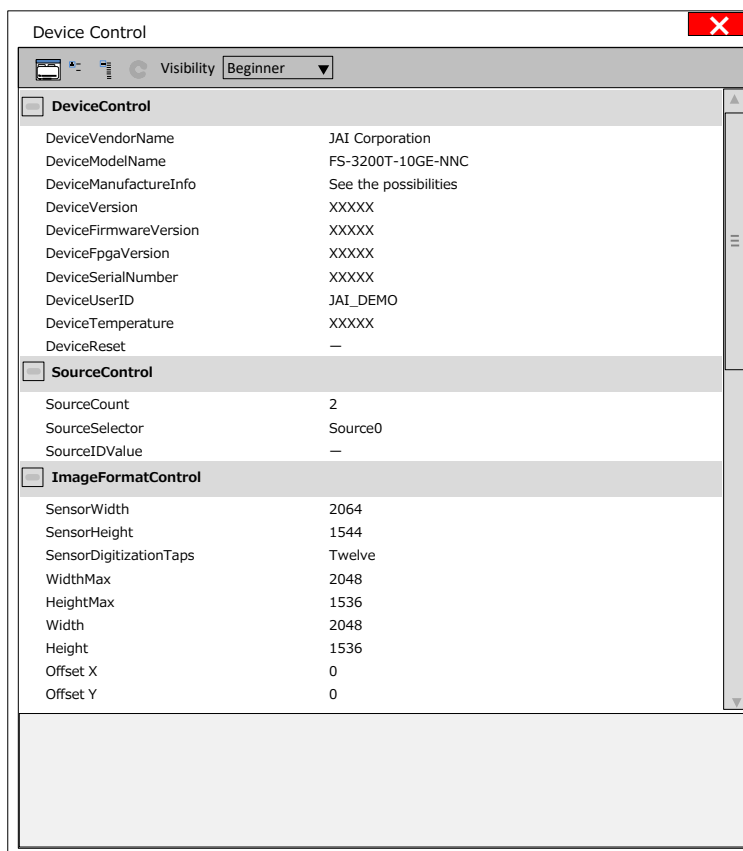 Device Control
Visibility Beginner
DeviceControl
DeviceVendorName JAI Corporation
DeviceModelName FS-3200T-10GE-NNC
DeviceManufactureInfo See the possibilities
DeviceVersion XXXXX
DeviceFirmwareVersion XXXXX
DeviceFpgaVersion XXXXX
DeviceSerialNumber XXXXX
DeviceUserID JAI_DEMO
DeviceTemperature XXXXX
DeviceReset —
SourceControl
SourceCount 2
SourceSelector Source0
SourceIDValue —
ImageFormatControl
SensorWidth 2064
SensorHeight 1544
SensorDigitizationTaps Twelve
WidthMax 2048
HeightMax 1536
Width 2048
Height 1536
Offset X 0
Offset Y 0